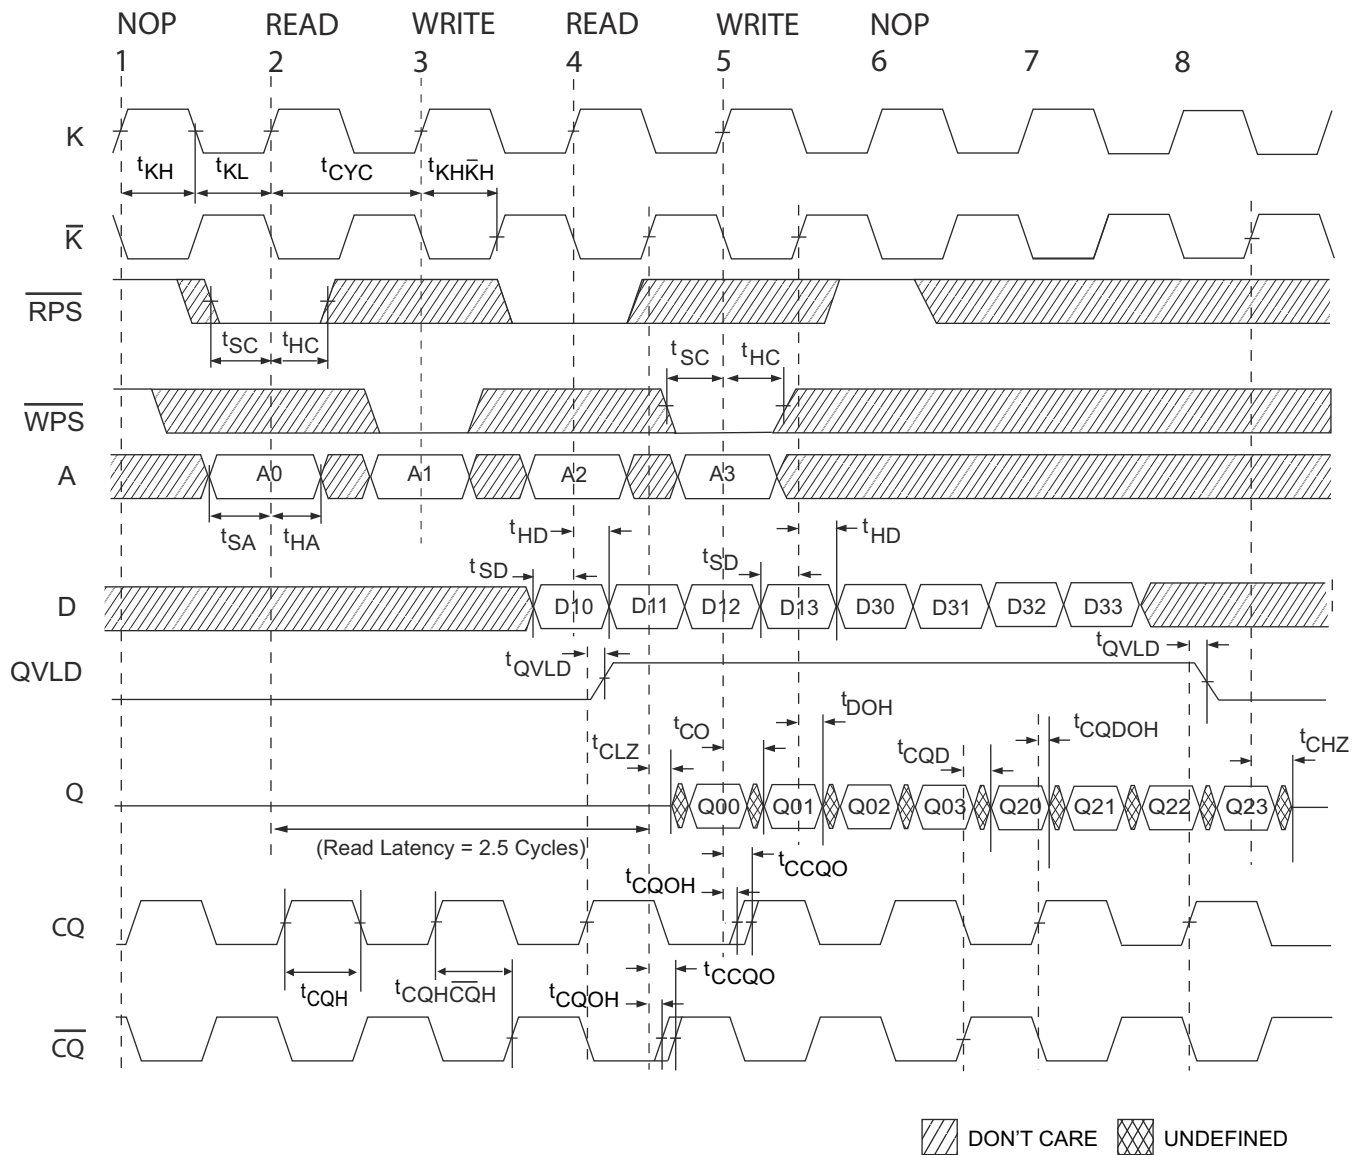 NOP READ WRITE READ WRITE NOP
1 2 3 4 5 6 7 8
K
tKH tKL tCYC tKHK̅H
K̅
R̅P̅S̅
tSC tHC tSC tHC
W̅P̅S̅
A A0 A1 A2 A3
tSA tHA tHD tHD
tSD tSD
D D10 D11 D12 D13 D30 D31 D32 D33
tQVLD tQVLD
QVLD
tCLZ tCO tDOH tCQD tCQDOH tCHZ
Q Q00 Q01 Q02 Q03 Q20 Q21 Q22 Q23
(Read Latency = 2.5 Cycles)
tCQOH tCCQO
CQ
tCQH tCQHC̅Q̅H tCQOH tCCQO
C̅Q̅
DON'T CARE UNDEFINED